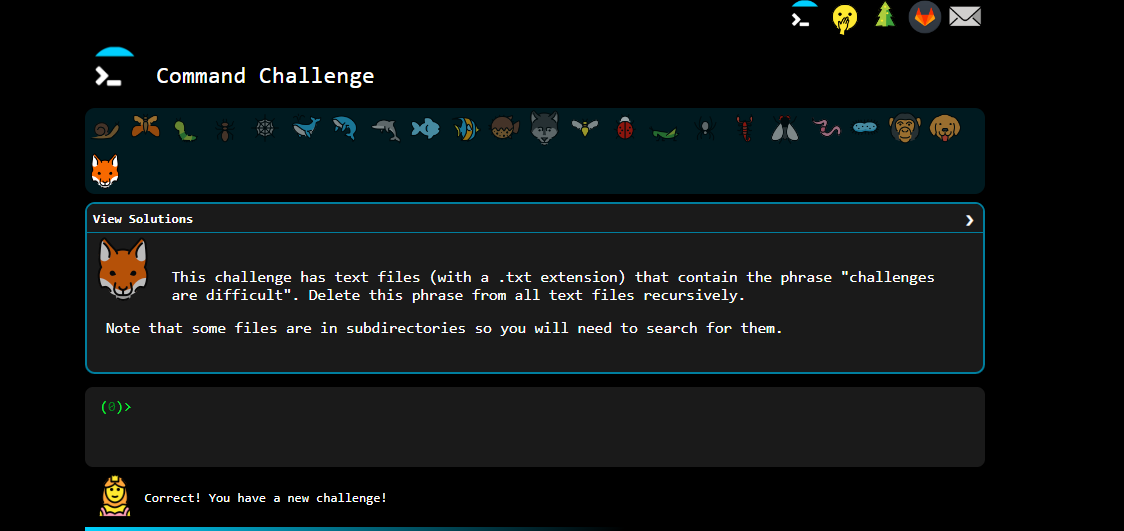 Command Challenge
View Solutions
This challenge has text files (with a .txt extension) that contain the phrase "challenges
are difficult". Delete this phrase from all text files recursively.
Note that some files are in subdirectories so you will need to search for them.
(0)>
Correct! You have a new challenge!